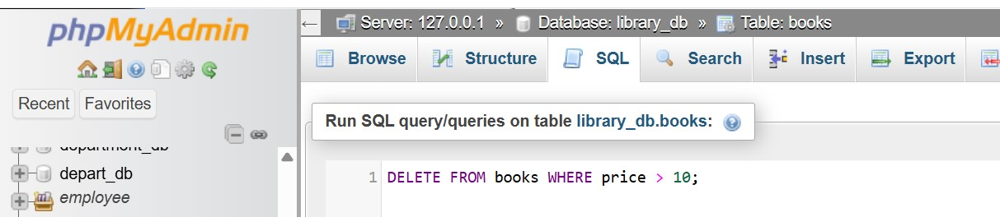 phpMyAdmin
Recent Favorites
depart_db
employee
Server: 127.0.0.1 » Database: library_db » Table: books
Browse Structure SQL Search Insert Export
Run SQL query/queries on table library_db.books:
1 DELETE FROM books WHERE price > 10;